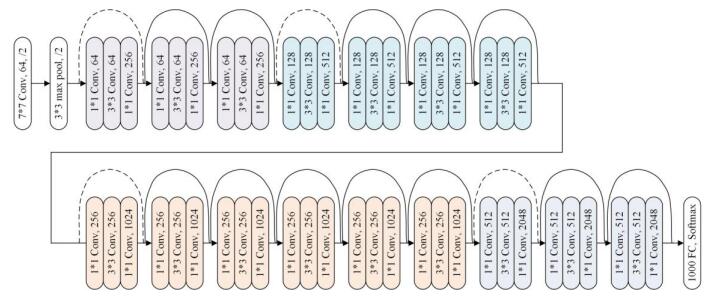 7*7 Conv, 64, /2
3*3 max pool, /2
1*1 Conv, 64
3*3 Conv, 64
1*1 Conv, 256
1*1 Conv, 64
3*3 Conv, 64
1*1 Conv, 256
1*1 Conv, 64
3*3 Conv, 64
1*1 Conv, 256
1*1 Conv, 128
3*3 Conv, 128
1*1 Conv, 512
1*1 Conv, 128
3*3 Conv, 128
1*1 Conv, 512
1*1 Conv, 128
3*3 Conv, 128
1*1 Conv, 512
1*1 Conv, 128
3*3 Conv, 128
1*1 Conv, 512
1*1 Conv, 256
3*3 Conv, 256
1*1 Conv, 1024
1*1 Conv, 256
3*3 Conv, 256
1*1 Conv, 1024
1*1 Conv, 256
3*3 Conv, 256
1*1 Conv, 1024
1*1 Conv, 256
3*3 Conv, 256
1*1 Conv, 1024
1*1 Conv, 256
3*3 Conv, 256
1*1 Conv, 1024
1*1 Conv, 256
3*3 Conv, 256
1*1 Conv, 1024
1*1 Conv, 512
3*3 Conv, 512
1*1 Conv, 2048
1*1 Conv, 512
3*3 Conv, 512
1*1 Conv, 2048
1*1 Conv, 512
3*3 Conv, 512
1*1 Conv, 2048
1000 FC, Softmax